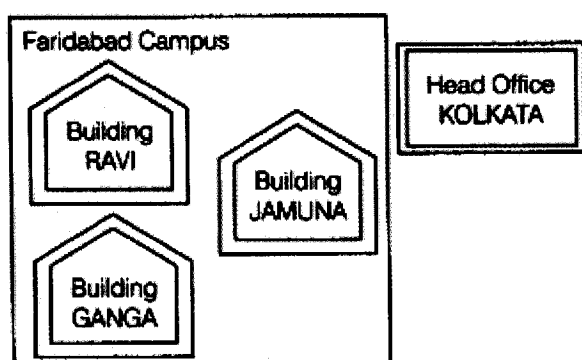 Faridabad Campus
Building
RAVI
Building
JAMUNA
Building
GANGA
Head Office
KOLKATA